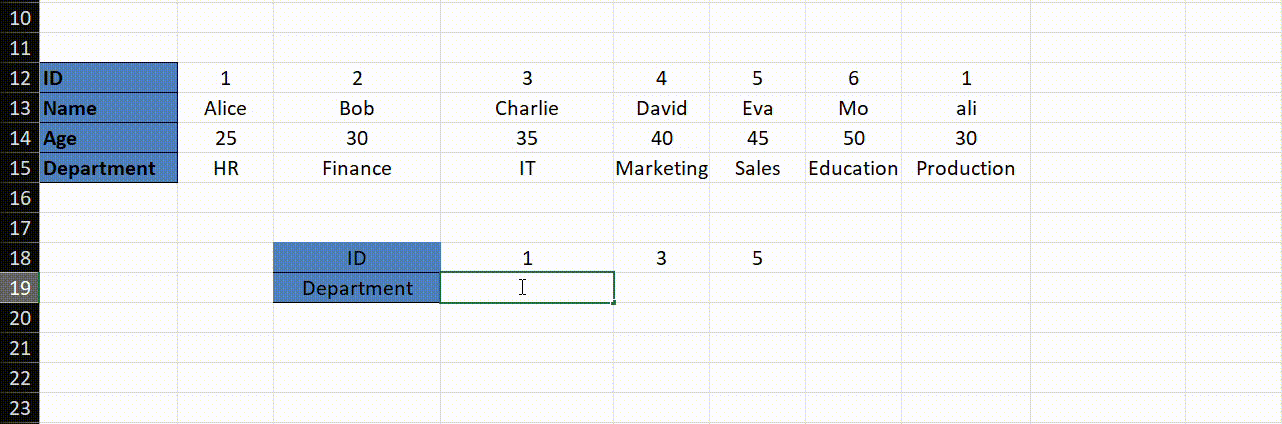 10
11
12 ID 1 2 3 4 5 6 1
13 Name Alice Bob Charlie David Eva Mo ali
14 Age 25 30 35 40 45 50 30
15 Department HR Finance IT Marketing Sales Education Production
16
17
18 ID 1 3 5
19 Department
20
21
22
23